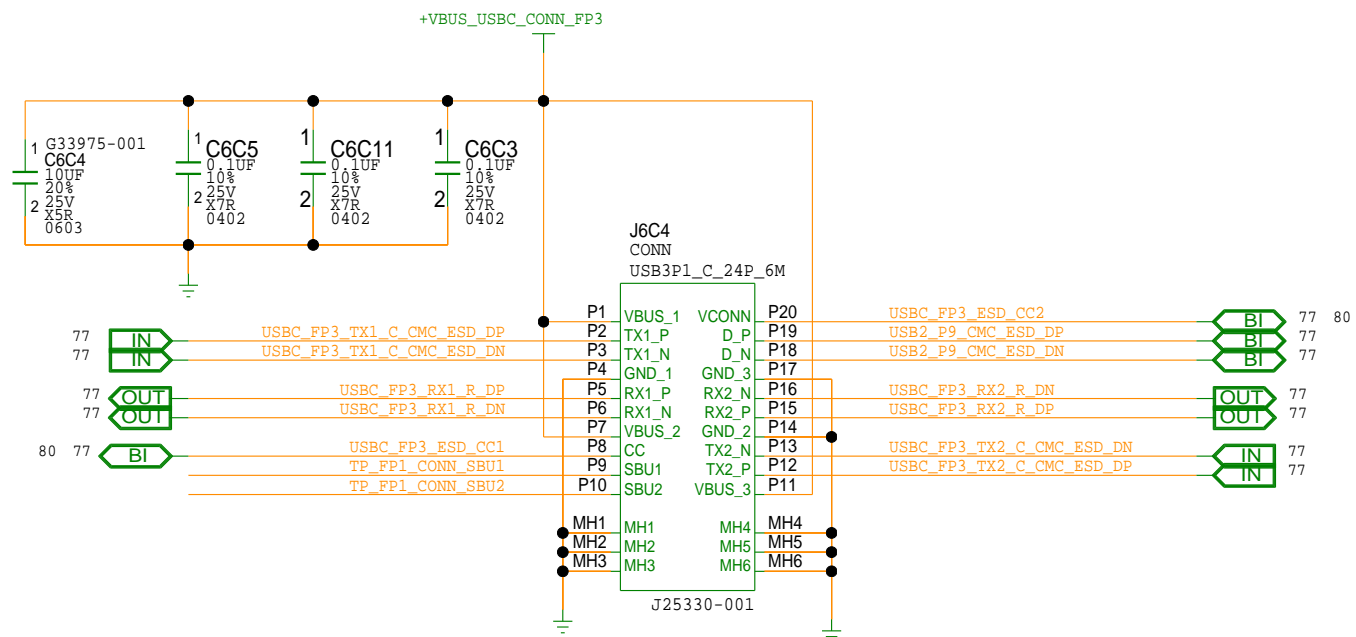 +VBUS_USBC_CONN_FP3
1 G33975-001
C6C4
10UF
20%
25V
2 X5R
0603
1 C6C5
0.1UF
10%
25V
2 X7R
0402
1 C6C11
0.1UF
10%
25V
2 X7R
0402
1 C6C3
0.1UF
10%
25V
2 X7R
0402
J6C4
CONN
USB3P1_C_24P_6M
P1 VBUS_1 VCONN P20 USBC_FP3_ESD_CC2 BI 77 80
77 IN USBC_FP3_TX1_C_CMC_ESD_DP P2 TX1_P D_P P19 USB2_P9_CMC_ESD_DP BI 77
77 IN USBC_FP3_TX1_C_CMC_ESD_DN P3 TX1_N D_N P18 USB2_P9_CMC_ESD_DN BI 77
P4 GND_1 GND_3 P17
77 OUT USBC_FP3_RX1_R_DP P5 RX1_P RX2_N P16 USBC_FP3_RX2_R_DN OUT 77
77 OUT USBC_FP3_RX1_R_DN P6 RX1_N RX2_P P15 USBC_FP3_RX2_R_DP OUT 77
P7 VBUS_2 GND_2 P14
80 77 BI USBC_FP3_ESD_CC1 P8 CC TX2_N P13 USBC_FP3_TX2_C_CMC_ESD_DN IN 77
TP_FP1_CONN_SBU1 P9 SBU1 TX2_P P12 USBC_FP3_TX2_C_CMC_ESD_DP IN 77
TP_FP1_CONN_SBU2 P10 SBU2 VBUS_3 P11
MH1 MH1 MH4 MH4
MH2 MH2 MH5 MH5
MH3 MH3 MH6 MH6
J25330-001